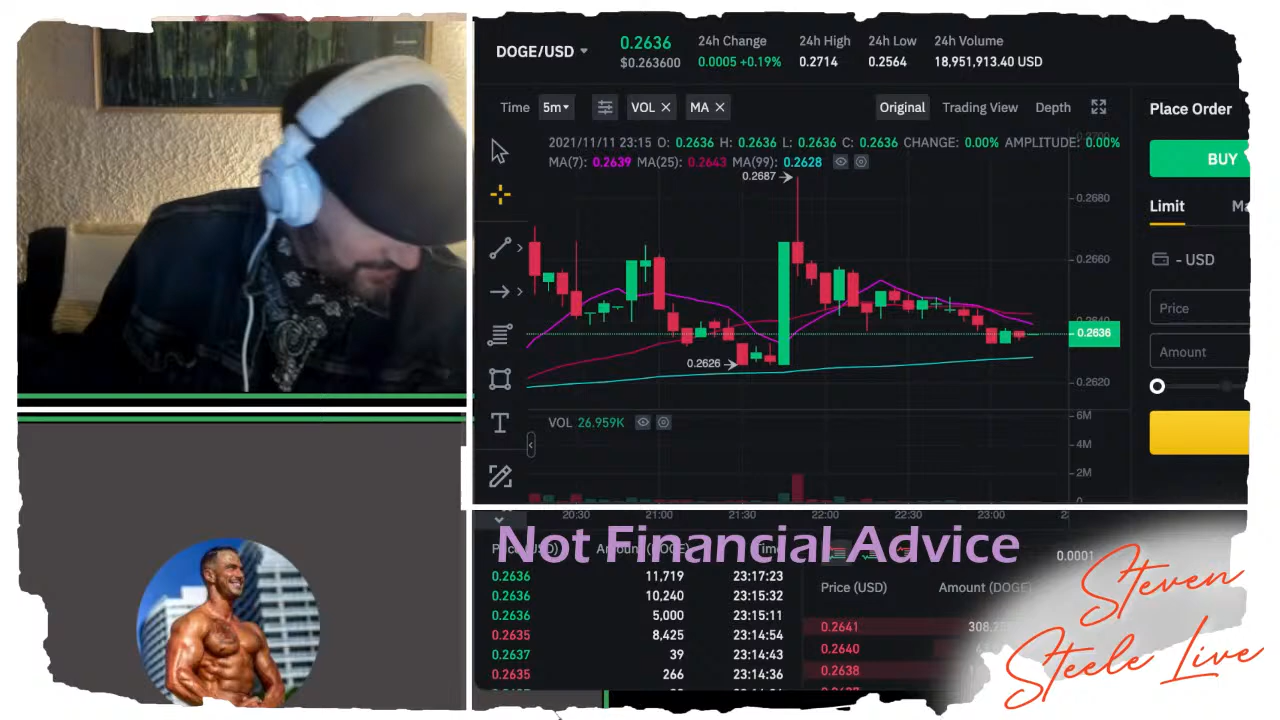 DOGE/USD
0.2636
$0.263600
24h Change
0.0005 +0.19%
24h High
0.2714
24h Low
0.2564
24h Volume
18,951,913.40 USD
Time 5m VOL MA
Original Trading View Depth
2021/11/11 23:15 O: 0.2636 H: 0.2636 L: 0.2636 C: 0.2636 CHANGE: 0.00% AMPLITUDE: 0.00%
MA(7): 0.2639 MA(25): 0.2643 MA(99): 0.2628
0.2687
0.2626
0.2700
0.2680
0.2660
0.2640
0.2636
0.2620
VOL 26.959K
6M
4M
2M
0
20:30 21:00 21:30 22:00 22:30 23:00
Place Order
BUY
Limit
- USD
Price
Amount
Not Financial Advice
0.0001
0.2636 11,719 23:17:23
0.2636 10,240 23:15:32
0.2636 5,000 23:15:11
0.2635 8,425 23:14:54
0.2637 39 23:14:43
0.2635 266 23:14:36
Price (USD) Amount (DOGE)
0.2641
0.2640
0.2638
Steven
Steele Live